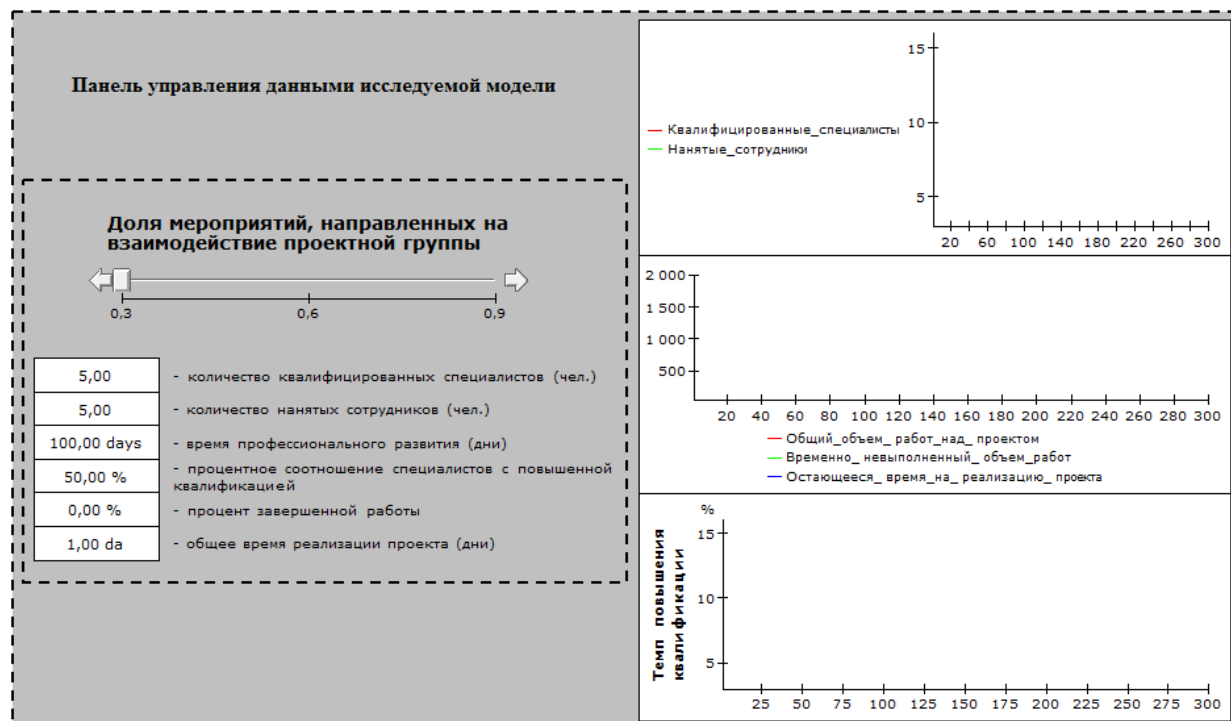 Панель управления данными исследуемой модели
Доля мероприятий, направленных на
взаимодействие проектной группы
0,3 0,6 0,9
5,00 - количество квалифицированных специалистов (чел.)
5,00 - количество нанятых сотрудников (чел.)
100,00 days - время профессионального развития (дни)
50,00 % - процентное соотношение специалистов с повышенной
квалификацией
0,00 % - процент завершенной работы
1,00 da - общее время реализации проекта (дни)
15
10
5
Квалифицированные_специалисты
Нанятые_сотрудники
20 60 100 140 180 220 260 300
2 000
1 500
1 000
500
20 40 60 80 100 120 140 160 180 200 220 240 260 280 300
Общий_объем_ работ_над_ проектом
Временно_ невыполненный_ объем_работ
Остающееся_ время_на_ реализацию_ проекта
%
15
10
5
Темп повышения
квалификации
25 50 75 100 125 150 175 200 225 250 275 300